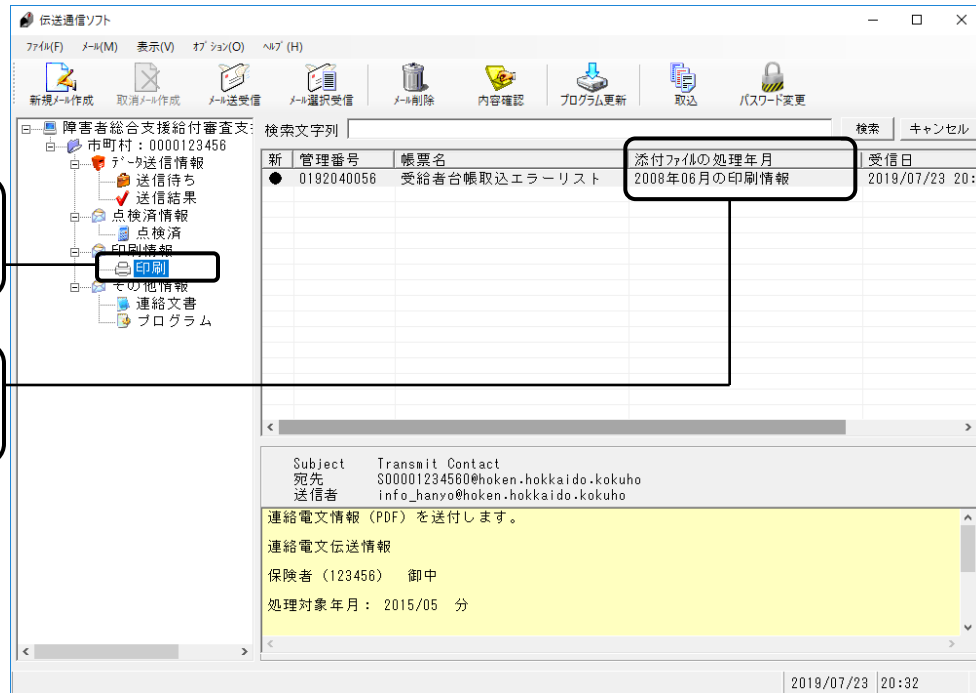 伝送通信ソフト
ファイル(F) メール(M) 表示(V) オプション(O) ヘルプ(H)
新規メール作成 取消メール作成 メール送受信 メール選択受信 メール削除 内容確認 プログラム更新 取込 パスワード変更
障害者総合支援給付審査支
市町村：0000123456
データ送信情報
送信待ち
送信結果
点検済情報
点検済
印刷情報
印刷
その他情報
連絡文書
プログラム
検索文字列 検索 キャンセル
新 管理番号 帳票名 添付ファイルの処理年月 受信日
● 0192040056 受給者台帳取込エラーリスト 2008年06月の印刷情報 2019/07/23 20:
Subject Transmit Contact
宛先 S00001234560@hoken.hokkaido.kokuho
送信者 info_hanyo@hoken.hokkaido.kokuho
連絡電文情報（PDF）を送付します。
連絡電文伝送情報
保険者（123456） 御中
処理対象年月： 2015/05 分
2019/07/23 20:32